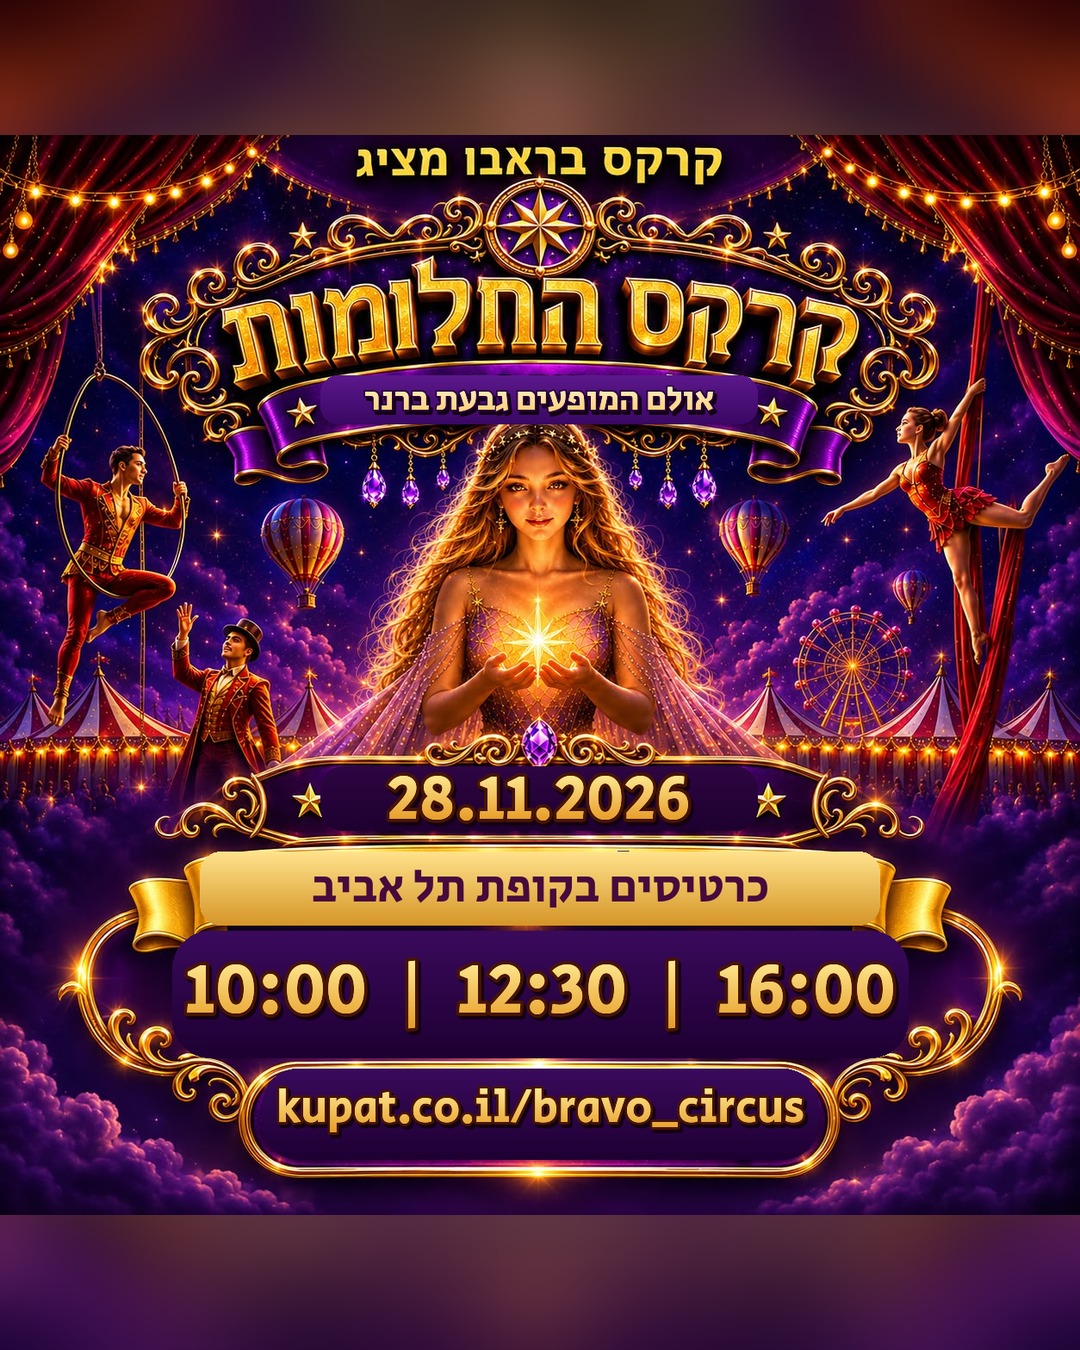 קרקס בראבו מציג
קרקס החלומות
אולם המופעים גבעת ברנר
28.11.2026
כרטיסים בקופת תל אביב
10:00 | 12:30 | 16:00
kupat.co.il/bravo_circus